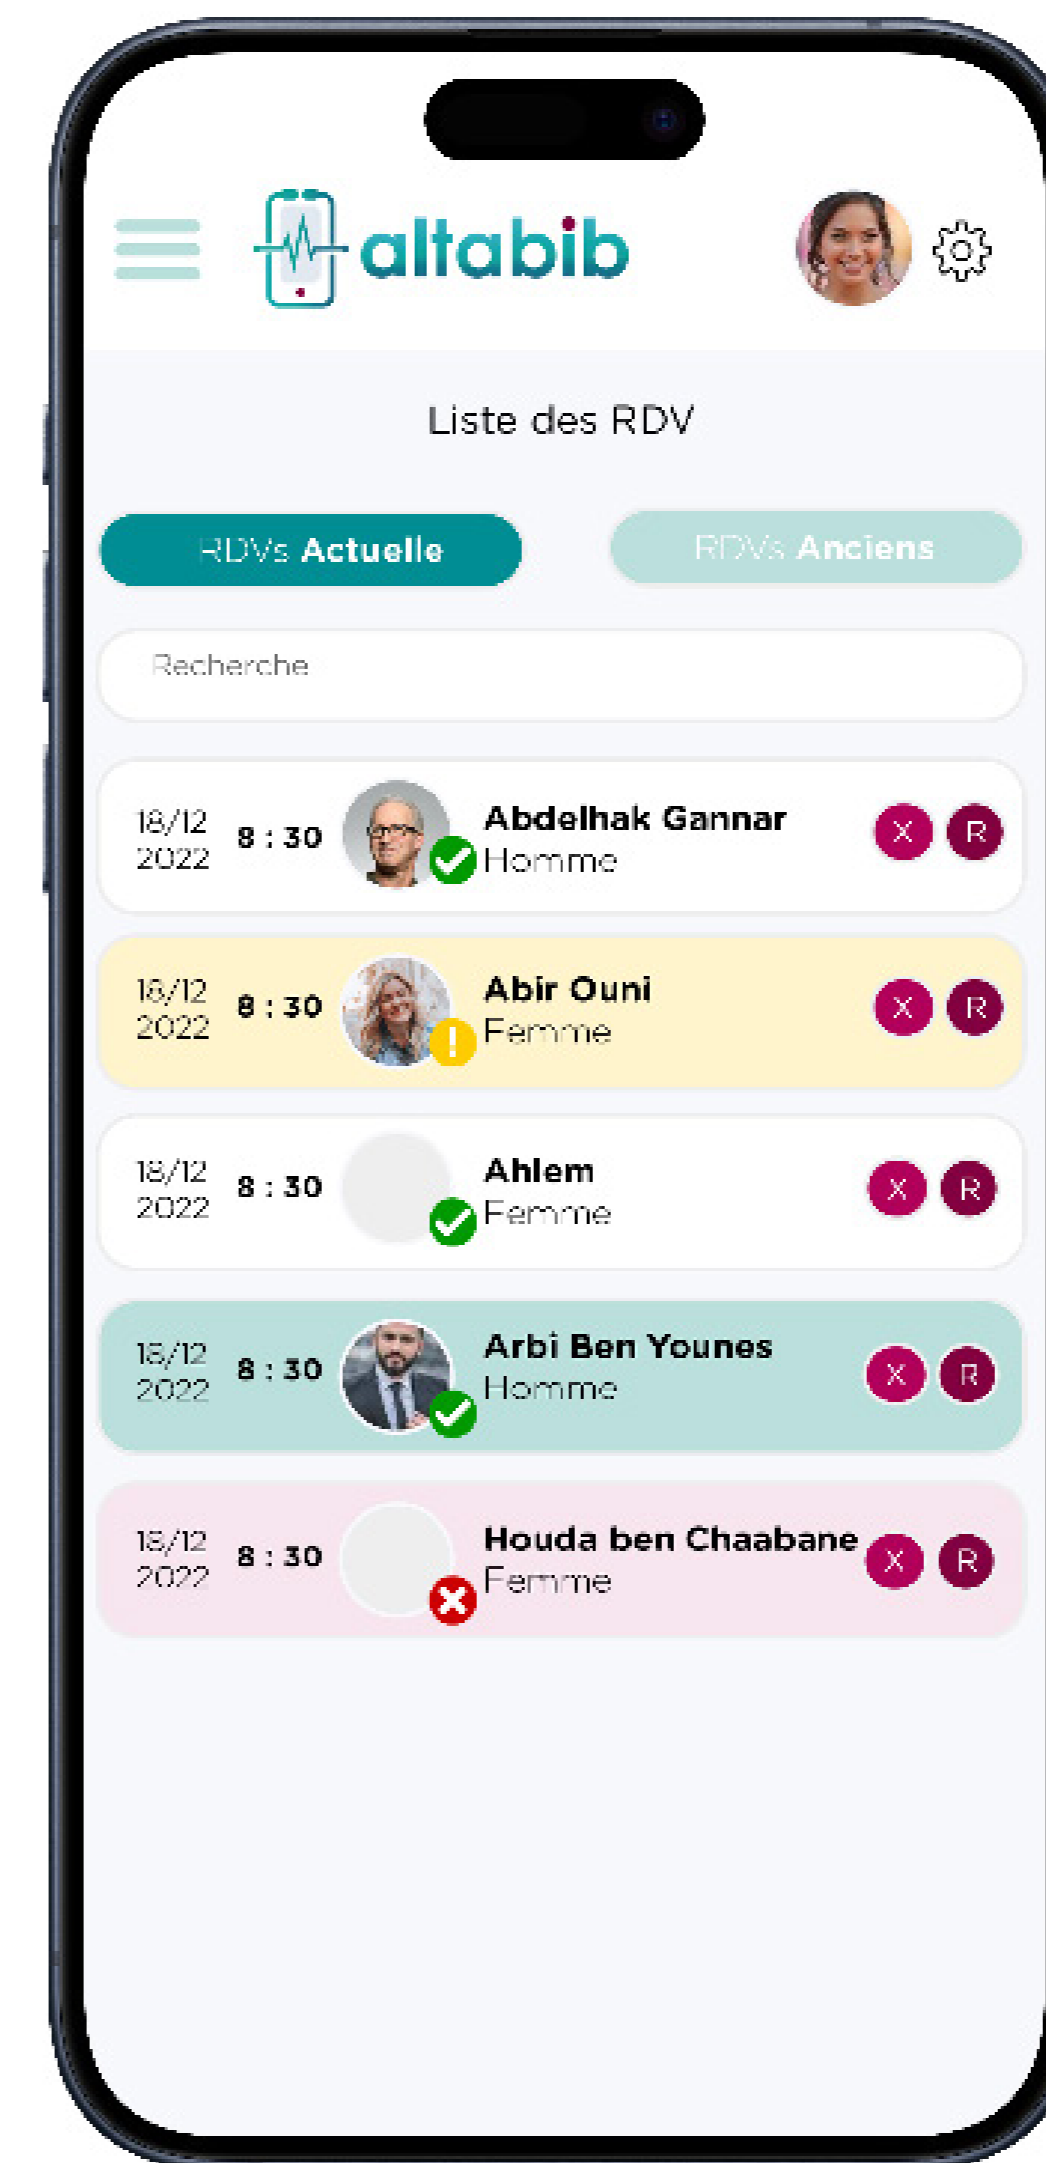 altabib
Liste des RDV
RDVs Actuelle
RDVs Anciens
Recherche
18/12
2022
8 : 30
Abdelhak Gannar
Homme
X
R
18/12
2022
8 : 30
Abir Ouni
Femme
X
R
18/12
2022
8 : 30
Ahlem
Femme
X
R
18/12
2022
8 : 30
Arbi Ben Younes
Homme
X
R
18/12
2022
8 : 30
Houda ben Chaabane
Femme
X
R